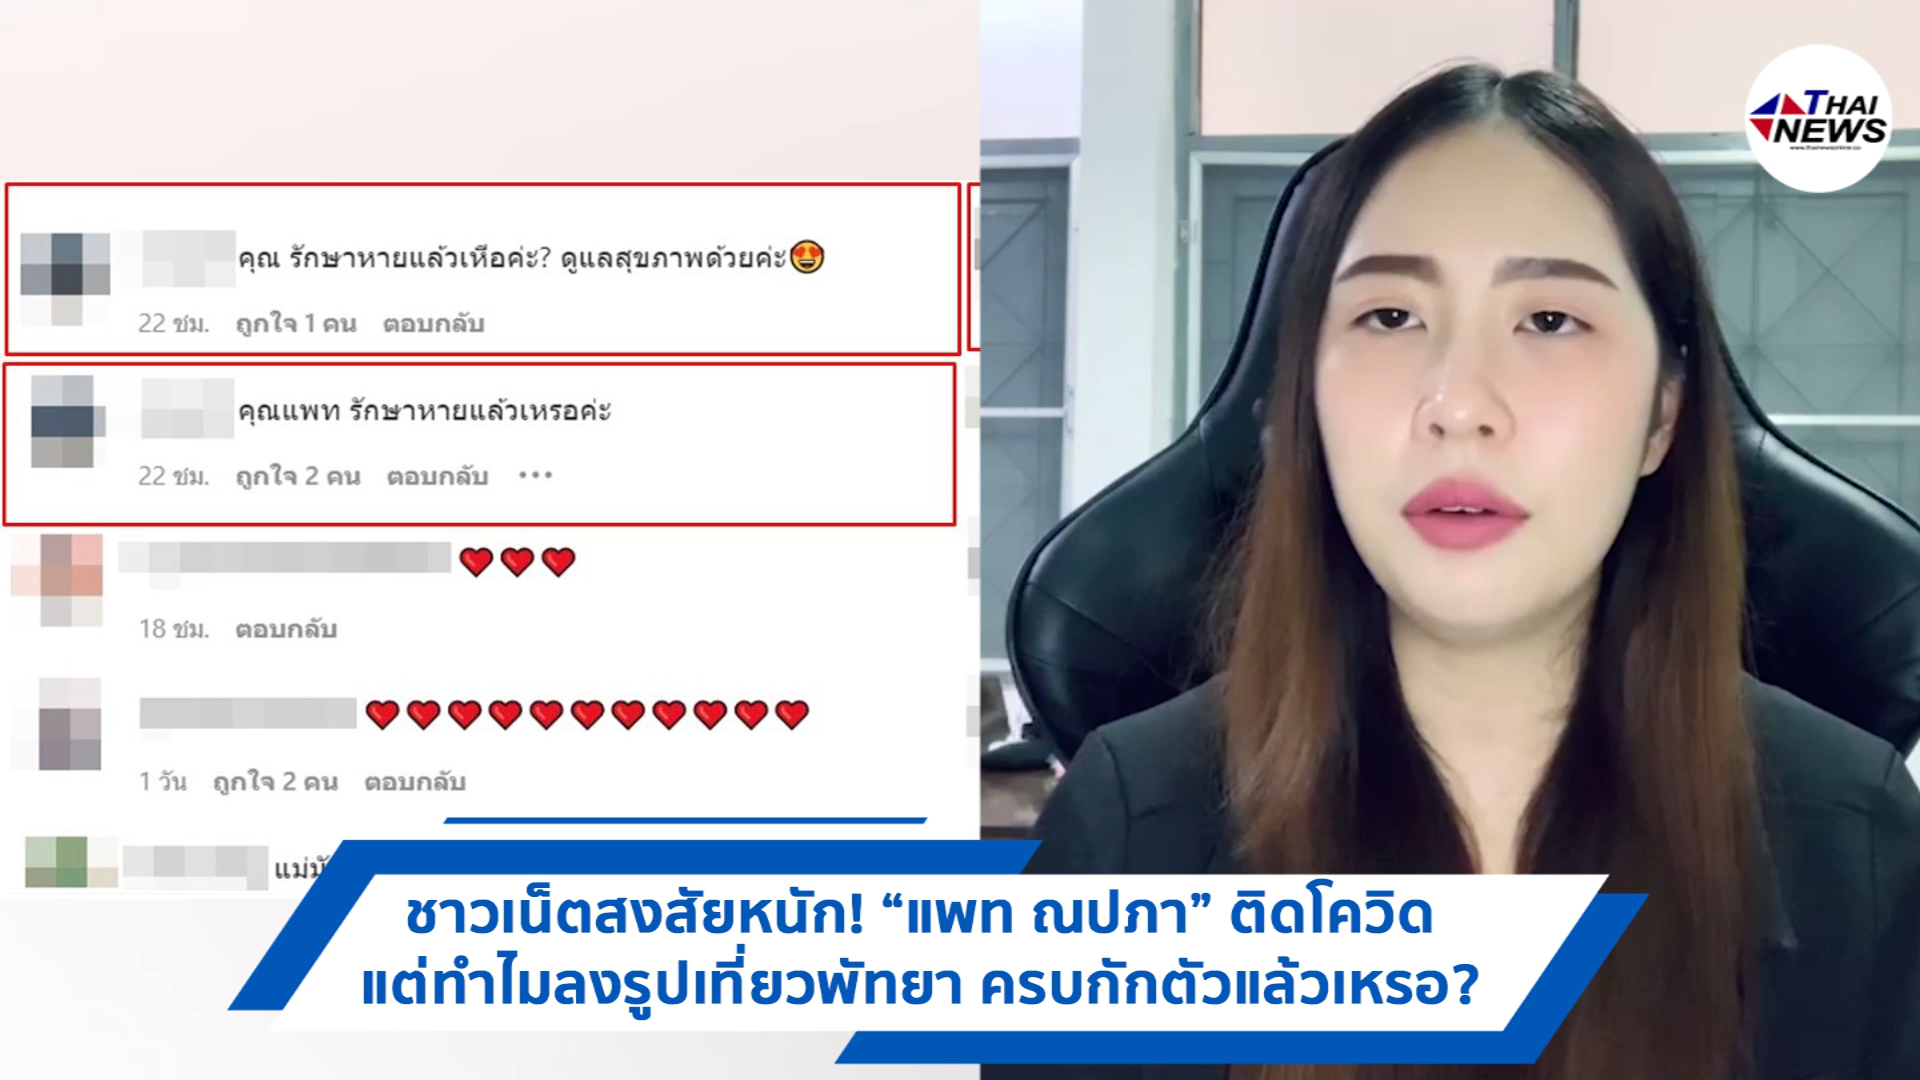 THAI
NEWS
www.thainewsonline.co
คุณ รักษาหายแล้วเหีอค่ะ? ดูแลสุขภาพด้วยค่ะ😍
22 ชม. ถูกใจ 1 คน ตอบกลับ
คุณแพท รักษาหายแล้วเหรอค่ะ
22 ชม. ถูกใจ 2 คน ตอบกลับ •••
❤❤❤
18 ชม. ตอบกลับ
❤❤❤❤❤❤❤❤❤❤❤
1 วัน ถูกใจ 2 คน ตอบกลับ
ชาวเน็ตสงสัยหนัก! “แพท ณปภา” ติดโควิด
แต่ทำไมลงรูปเที่ยวพัทยา ครบกักตัวแล้วเหรอ?